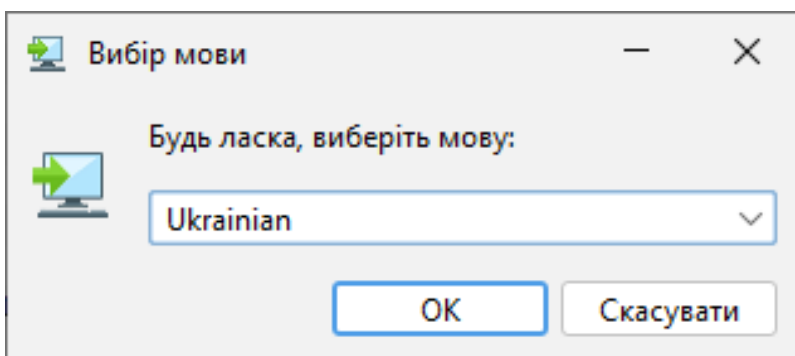 Вибір мови
Будь ласка, виберіть мову:
Ukrainian
OK
Скасувати